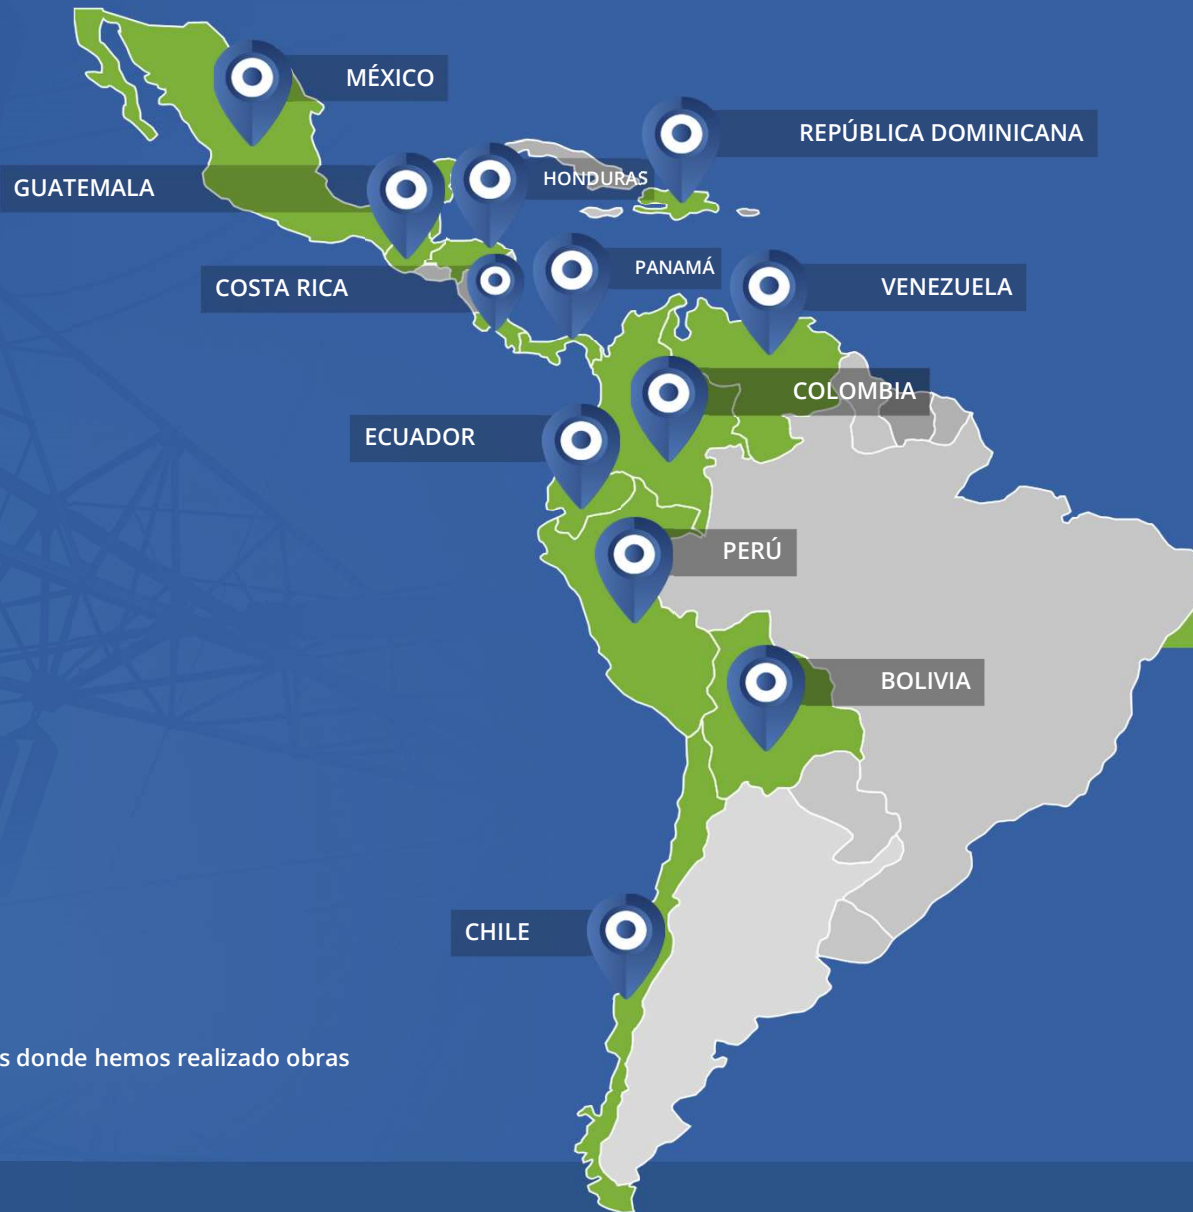 MÉXICO
REPÚBLICA DOMINICANA
HONDURAS
GUATEMALA
PANAMÁ
COSTA RICA
VENEZUELA
COLOMBIA
ECUADOR
PERÚ
BOLIVIA
CHILE
donde hemos realizado obras